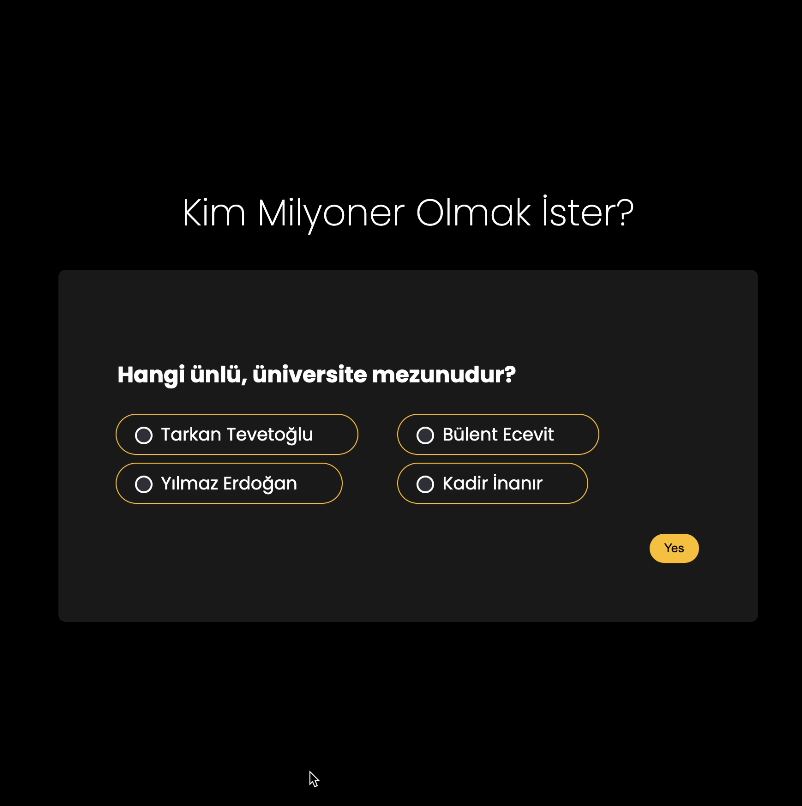 Kim Milyoner Olmak İster?
Hangi ünlü, üniversite mezunudur?
Tarkan Tevetoğlu
Bülent Ecevit
Yılmaz Erdoğan
Kadir İnanır
Yes